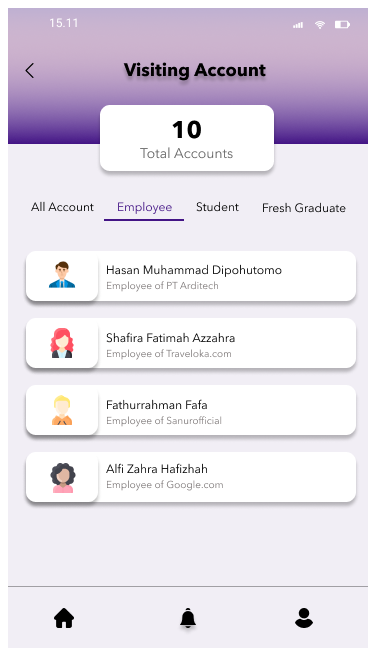 15.11
Visiting Account
10
Total Accounts
All Account Employee Student Fresh Graduate
Hasan Muhammad Dipohutomo
Employee of PT Arditech
Shafira Fatimah Azzahra
Employee of Traveloka.com
Fathurrahman Fafa
Employee of Sanurofficial
Alfi Zahra Hafizhah
Employee of Google.com